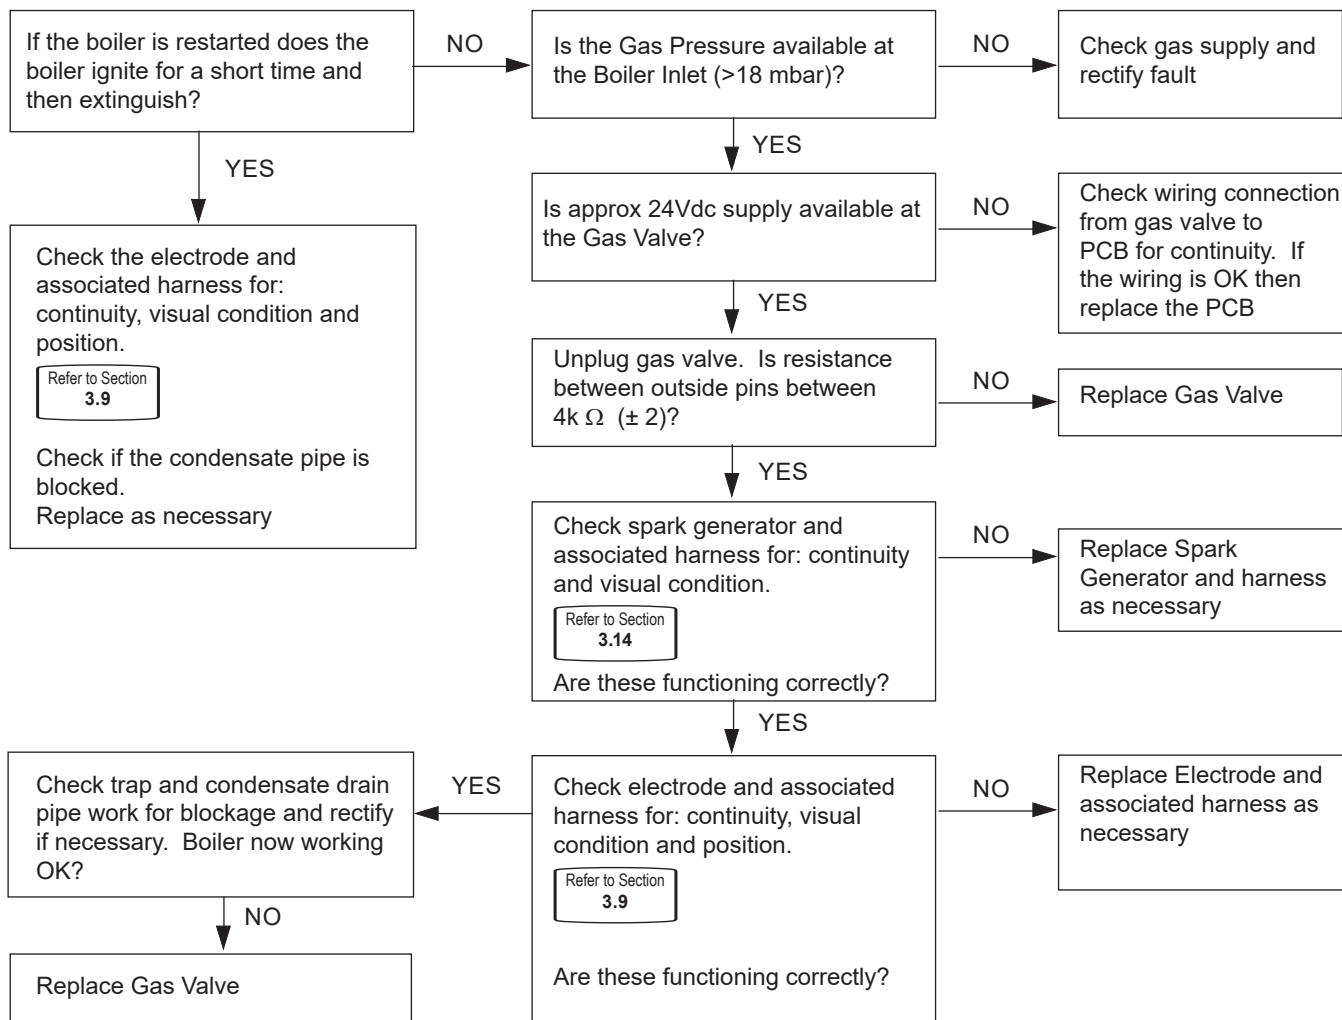 If the boiler is restarted does the
boiler ignite for a short time and
then extinguish?
NO
Is the Gas Pressure available at
the Boiler Inlet (>18 mbar)?
NO
Check gas supply and
rectify fault
YES
YES
Check the electrode and
associated harness for:
continuity, visual condition and
position.
Refer to Section
3.9
Check if the condensate pipe is
blocked.
Replace as necessary
Is approx 24Vdc supply available at
the Gas Valve?
NO
Check wiring connection
from gas valve to
PCB for continuity.  If
the wiring is OK then
replace the PCB
YES
Unplug gas valve.  Is resistance
between outside pins between
4k Ω  (± 2)?
NO
Replace Gas Valve
YES
Check spark generator and
associated harness for: continuity
and visual condition.
Refer to Section
3.14
Are these functioning correctly?
NO
Replace Spark
Generator and harness
as necessary
YES
Check electrode and associated
harness for: continuity, visual
condition and position.
Refer to Section
3.9
Are these functioning correctly?
NO
Replace Electrode and
associated harness as
necessary
YES
Check trap and condensate drain
pipe work for blockage and rectify
if necessary.  Boiler now working
OK?
NO
Replace Gas Valve